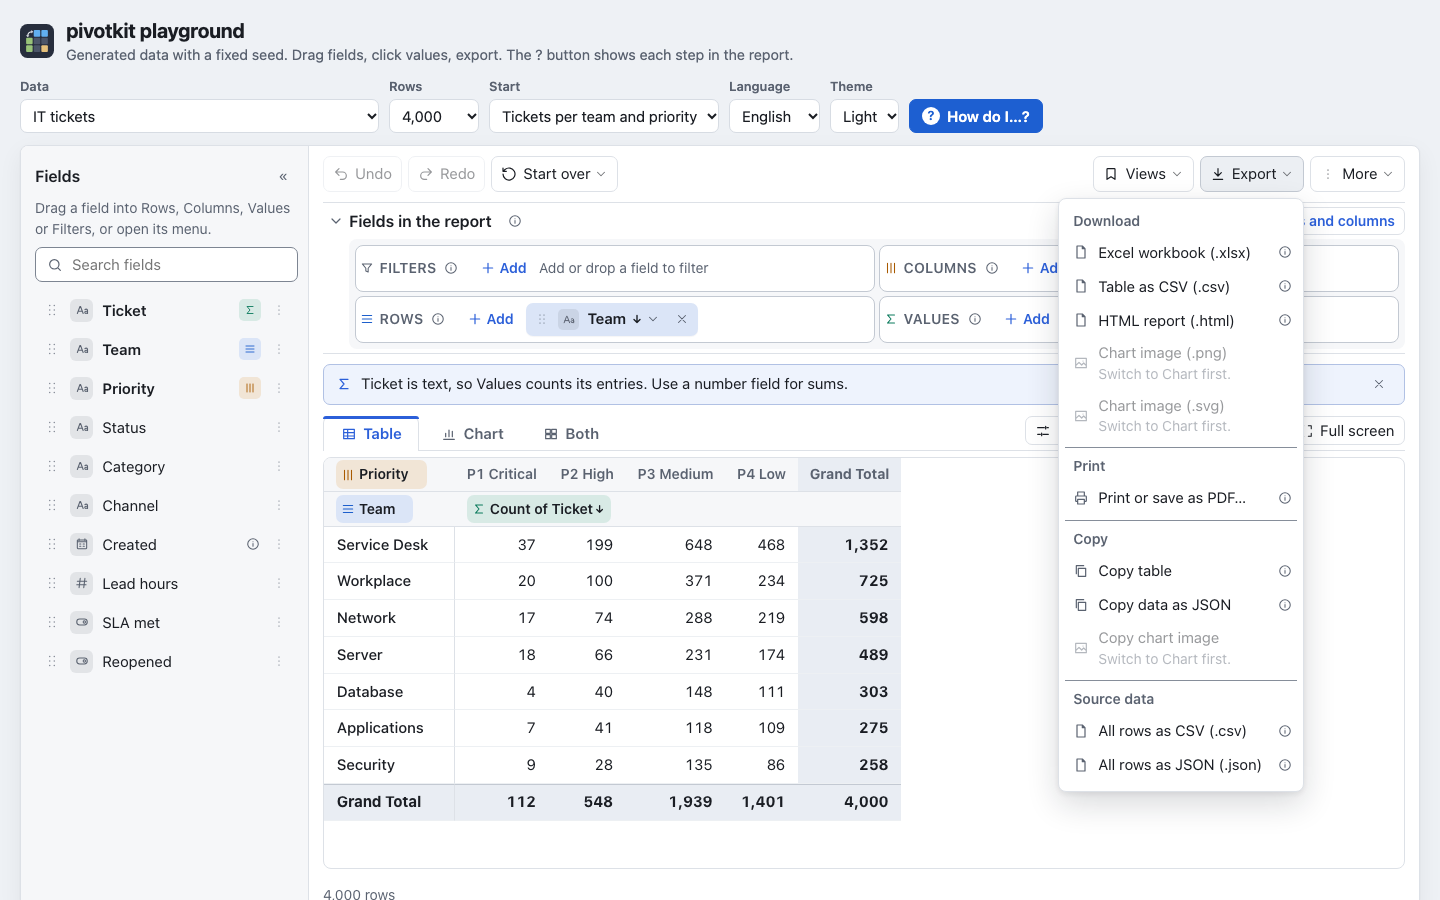 pivotkit playground
Generated data with a fixed seed. Drag fields, click values, export. The ? button shows each step in the report.
Data
Rows
Start
Language
Theme
IT tickets
4,000
Tickets per team and priority
English
Light
? How do I...?
Fields
«
Drag a field into Rows, Columns, Values
or Filters, or open its menu.
Search fields
Aa Ticket Σ
Aa Team
Aa Priority
Aa Status
Aa Category
Aa Channel
Created
Lead hours
SLA met
Reopened
Undo
Redo
Start over
Views
Export
More
Fields in the report
s and columns
FILTERS
+ Add
Add or drop a field to filter
COLUMNS
+ Ad
ROWS
+ Add
Aa Team ↓
Σ VALUES
+ Add
Σ Ticket is text, so Values counts its entries. Use a number field for sums.
Table
Chart
Both
Full screen
Priority P1 Critical P2 High P3 Medium P4 Low Grand Total
Team Σ Count of Ticket ↓
Service Desk 37 199 648 468 1,352
Workplace 20 100 371 234 725
Network 17 74 288 219 598
Server 18 66 231 174 489
Database 4 40 148 111 303
Applications 7 41 118 109 275
Security 9 28 135 86 258
Grand Total 112 548 1,939 1,401 4,000
4,000 rows
Download
Excel workbook (.xlsx)
Table as CSV (.csv)
HTML report (.html)
Chart image (.png)
Switch to Chart first.
Chart image (.svg)
Switch to Chart first.
Print
Print or save as PDF...
Copy
Copy table
Copy data as JSON
Copy chart image
Switch to Chart first.
Source data
All rows as CSV (.csv)
All rows as JSON (.json)